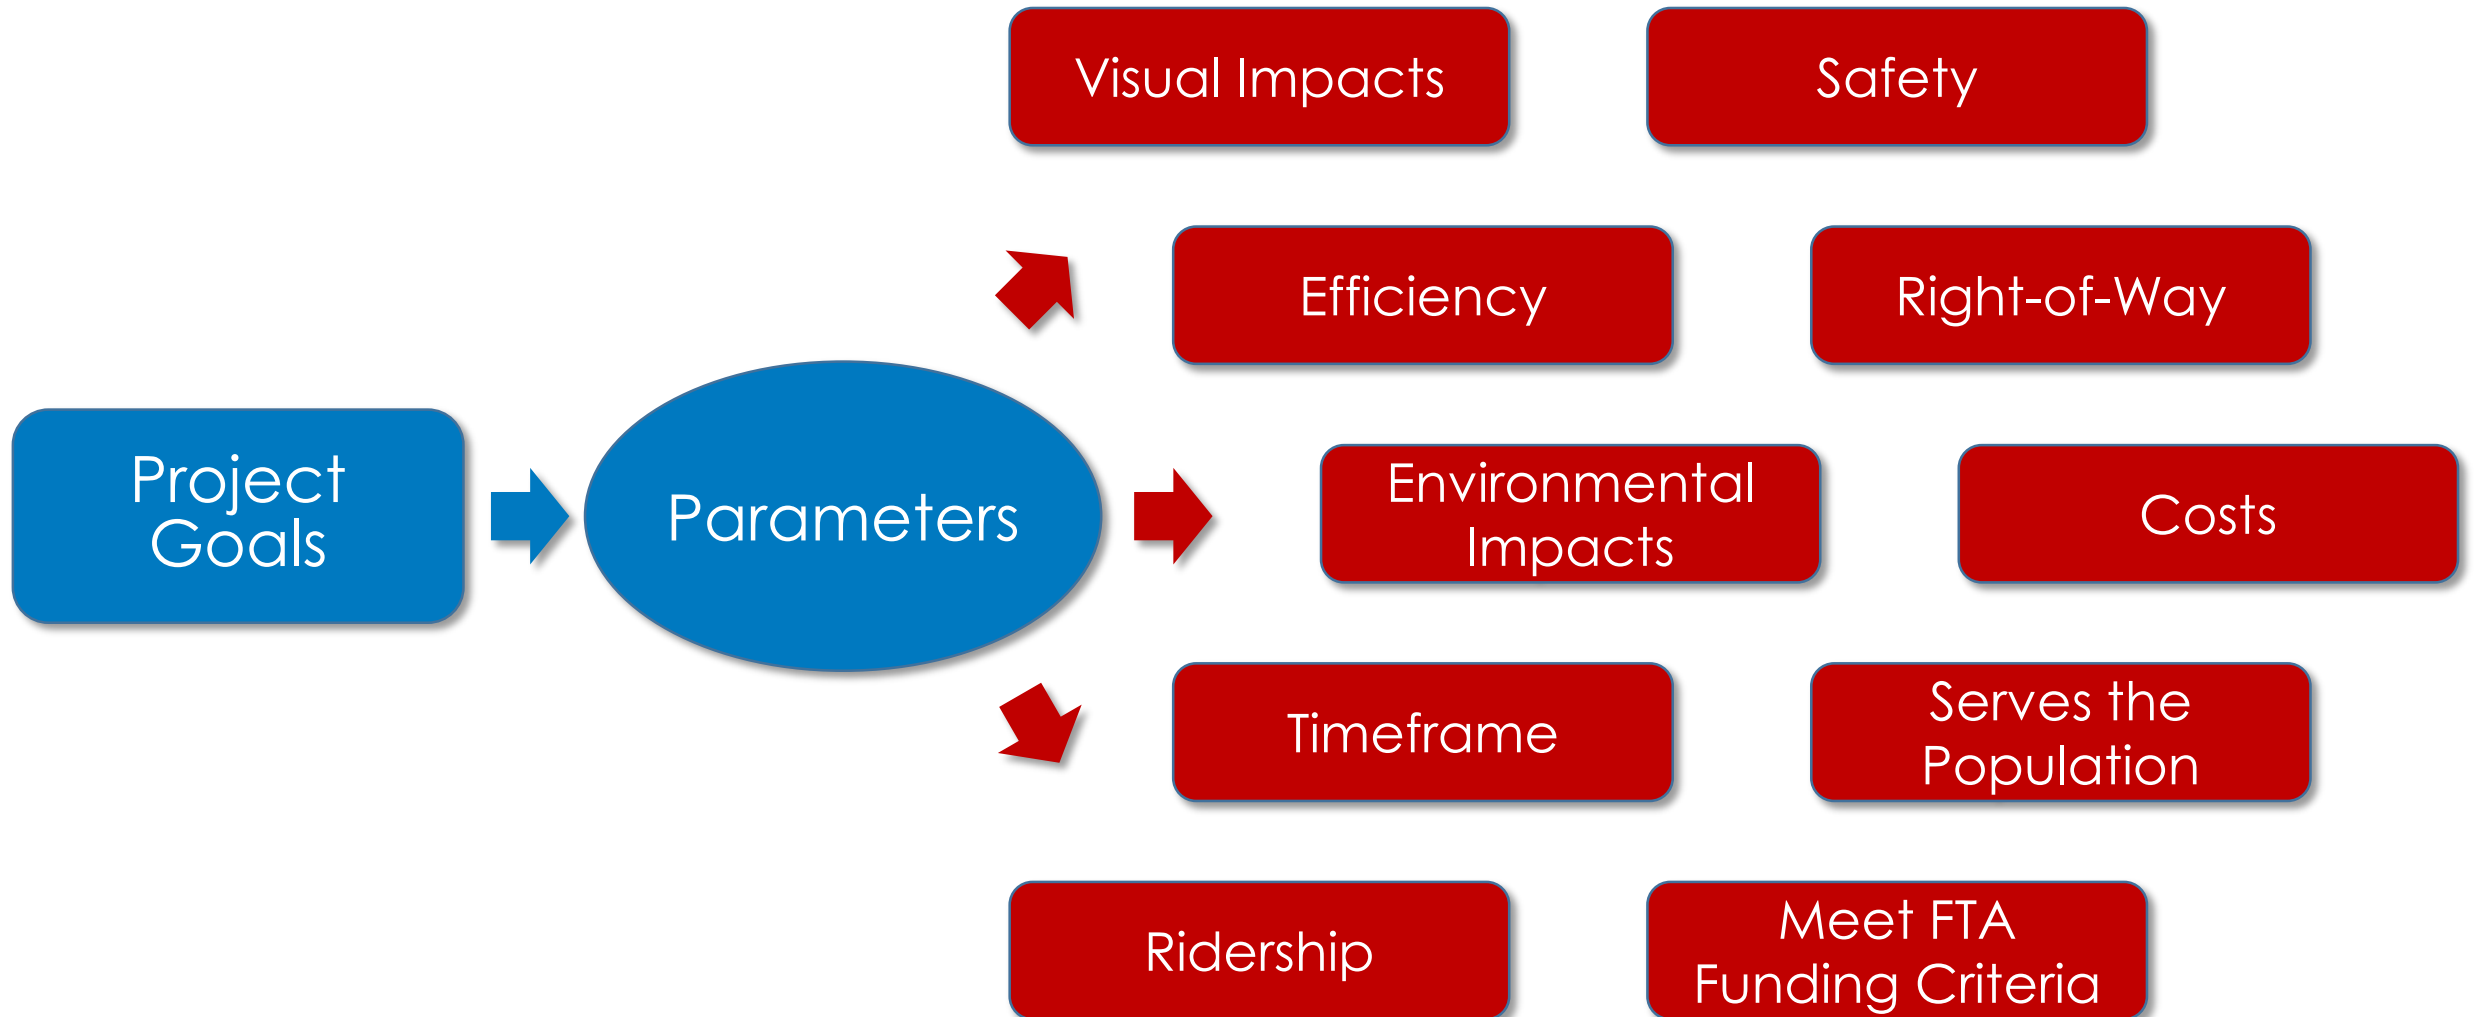 Visual Impacts
Safety
Efficiency
Right-of-Way
Project
Goals
Parameters
Environmental
Impacts
Costs
Timeframe
Serves the
Population
Ridership
Meet FTA
Funding Criteria